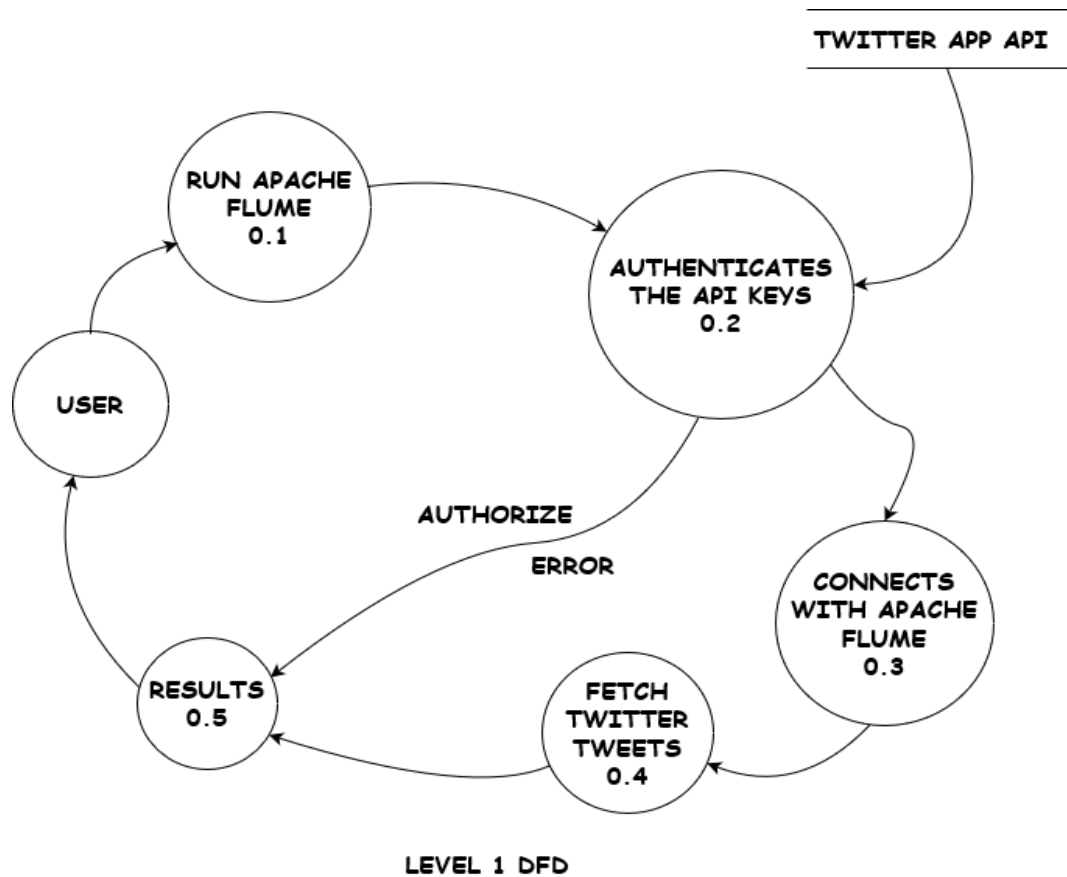 TWITTER APP API
RUN APACHE
FLUME
0.1
AUTHENTICATES
THE API KEYS
0.2
USER
AUTHORIZE
ERROR
CONNECTS
WITH APACHE
FLUME
0.3
FETCH
TWITTER
TWEETS
0.4
RESULTS
0.5
LEVEL 1 DFD